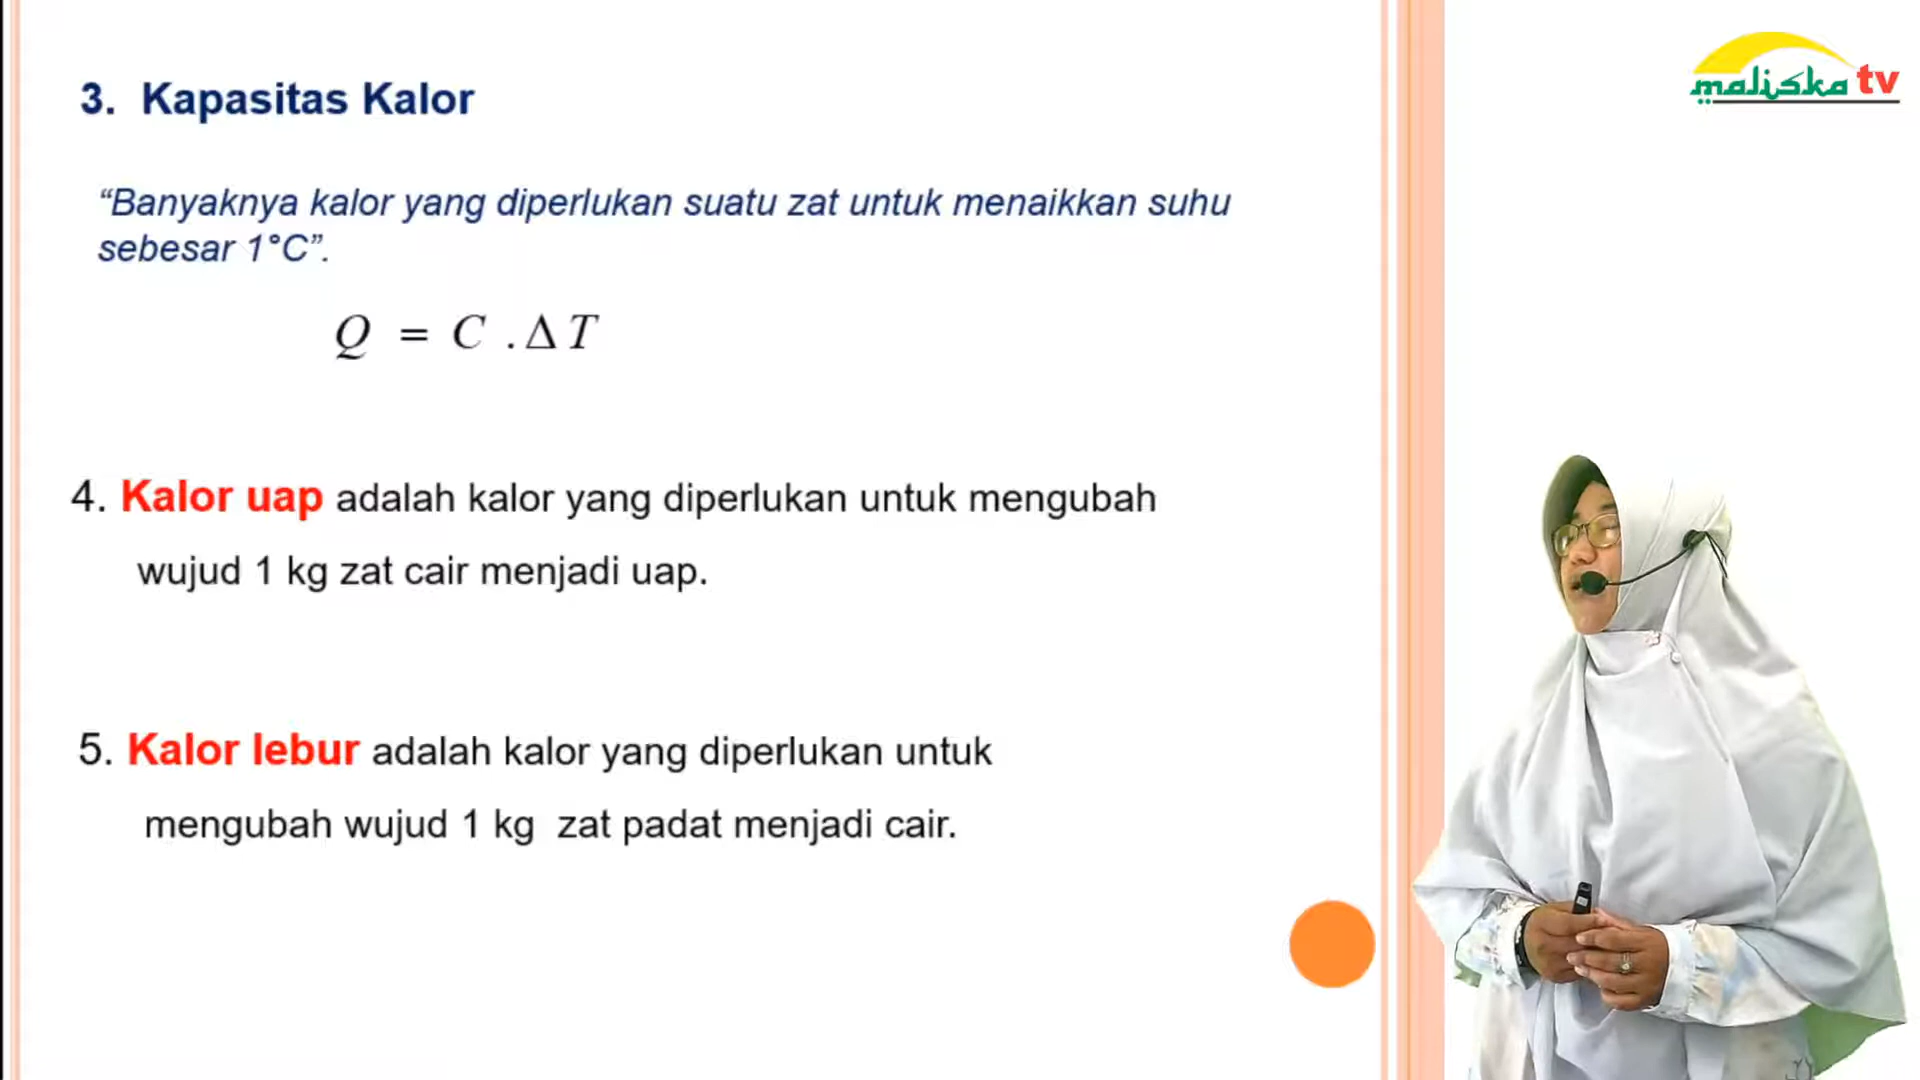 maliska tv
3. Kapasitas Kalor
“Banyaknya kalor yang diperlukan suatu zat untuk menaikkan suhu
sebesar 1°C”.
Q = C . Δ T
4. Kalor uap adalah kalor yang diperlukan untuk mengubah
wujud 1 kg zat cair menjadi uap.
5. Kalor lebur adalah kalor yang diperlukan untuk
mengubah wujud 1 kg zat padat menjadi cair.